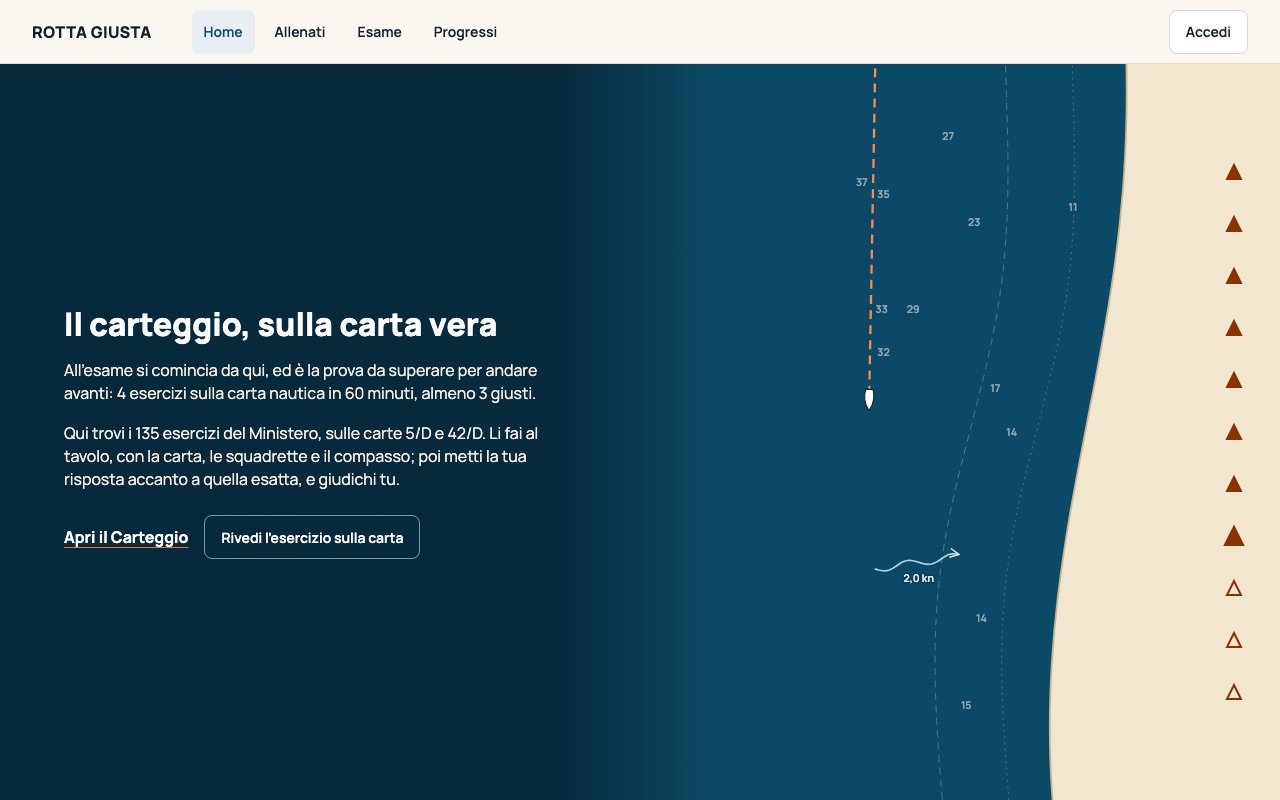 ROTTA GIUSTA
Home
Allenati
Esame
Progressi
Accedi
27
37
35
11
23
33
29
32
17
14
2,0 kn
14
15
Il carteggio, sulla carta vera
All'esame si comincia da qui, ed è la prova da superare per andare
avanti: 4 esercizi sulla carta nautica in 60 minuti, almeno 3 giusti.
Qui trovi i 135 esercizi del Ministero, sulle carte 5/D e 42/D. Li fai al
tavolo, con la carta, le squadrette e il compasso; poi metti la tua
risposta accanto a quella esatta, e giudichi tu.
Apri il Carteggio
Rivedi l'esercizio sulla carta